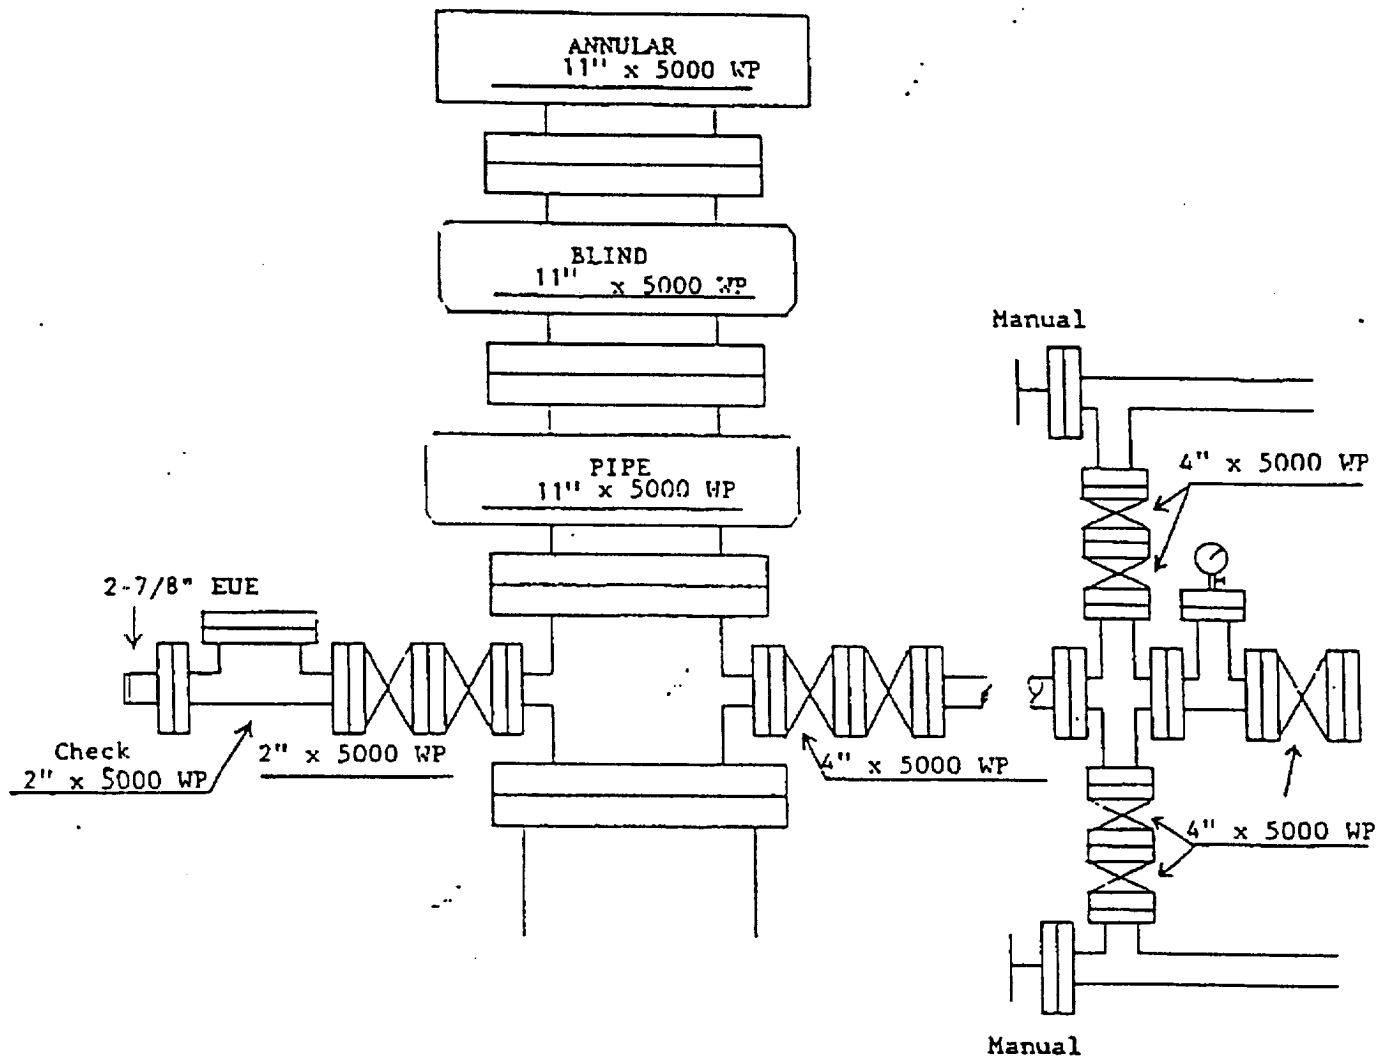 ANNULAR
11" x 5000 WP
BLIND
11" x 5000 WP
Manual
PIPE
11" x 5000 WP
4" x 5000 WP
2-7/8" EUE
Check
2" x 5000 WP
2" x 5000 WP
4" x 5000 WP
4" x 5000 WP
Manual